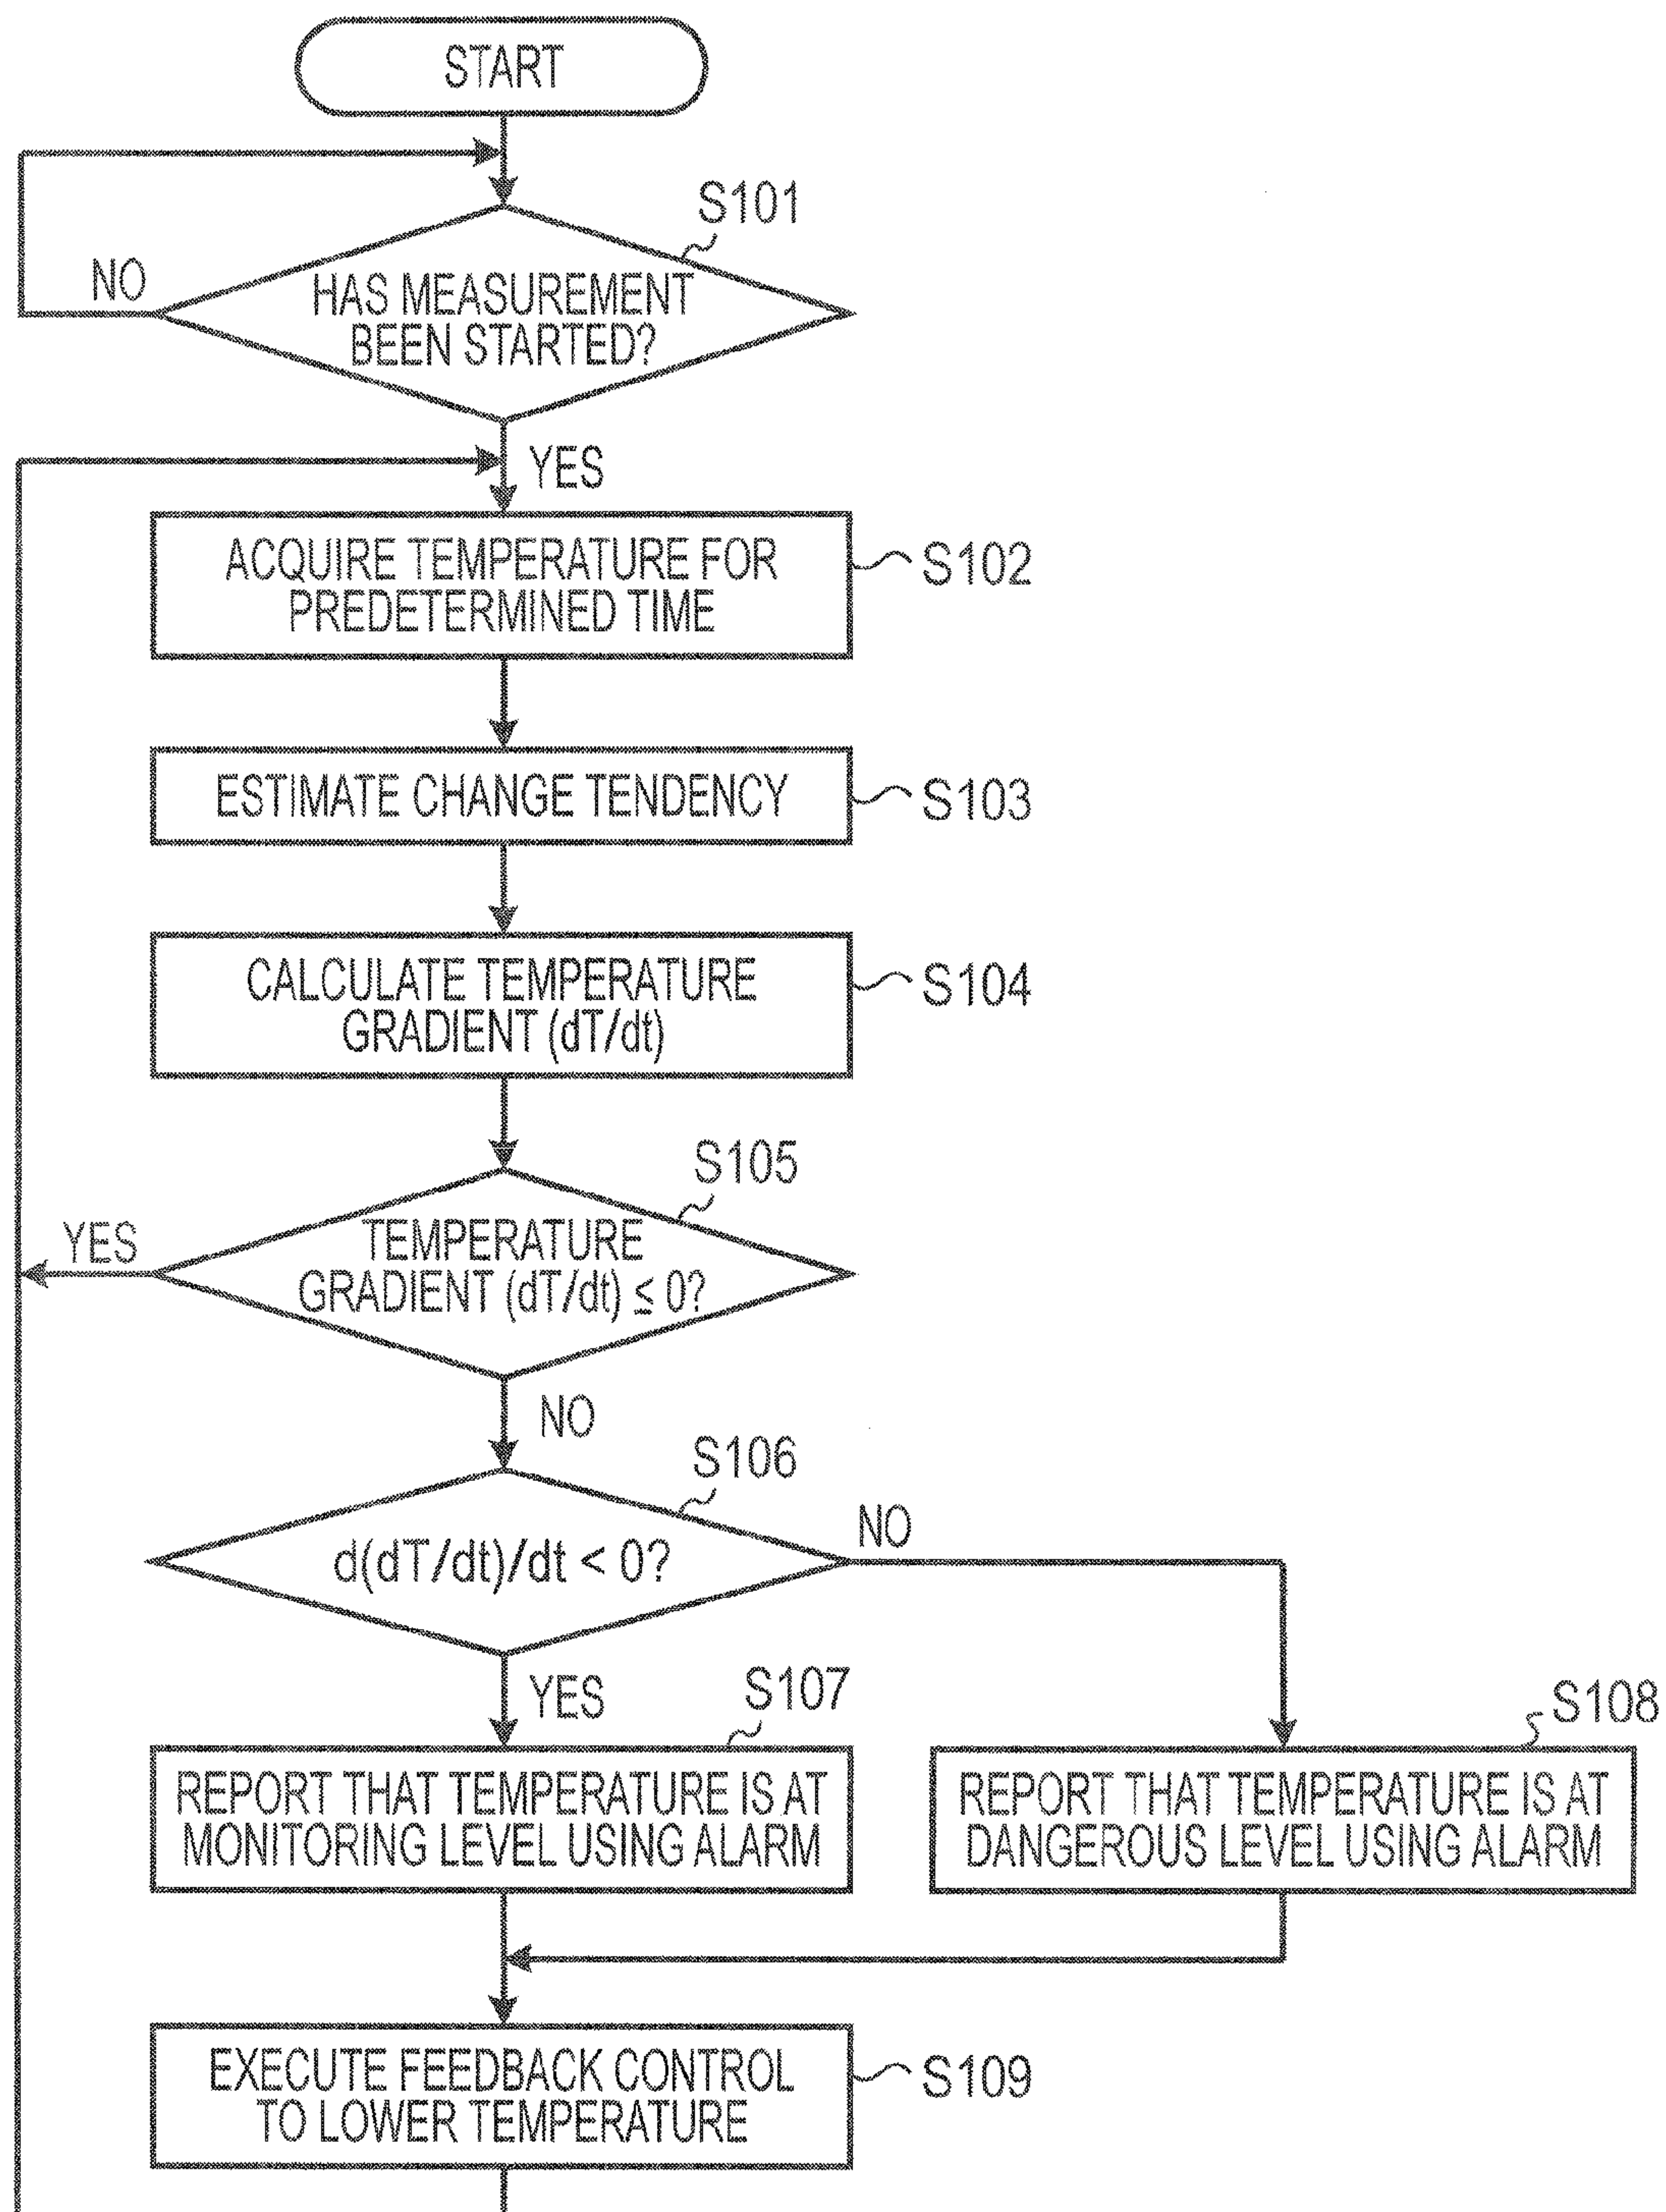 START
S101
NO
HAS MEASUREMENT
BEEN STARTED?
YES
ACQUIRE TEMPERATURE FOR
PREDETERMINED TIME
S102
ESTIMATE CHANGE TENDENCY
S103
CALCULATE TEMPERATURE
GRADIENT (dT/dt)
S104
S105
YES
TEMPERATURE
GRADIENT (dT/dt) ≤ 0?
NO
S106
NO
d(dT/dt)/dt < 0?
YES
S107
S108
REPORT THAT TEMPERATURE IS AT
MONITORING LEVEL USING ALARM
REPORT THAT TEMPERATURE IS AT
DANGEROUS LEVEL USING ALARM
EXECUTE FEEDBACK CONTROL
TO LOWER TEMPERATURE
S109